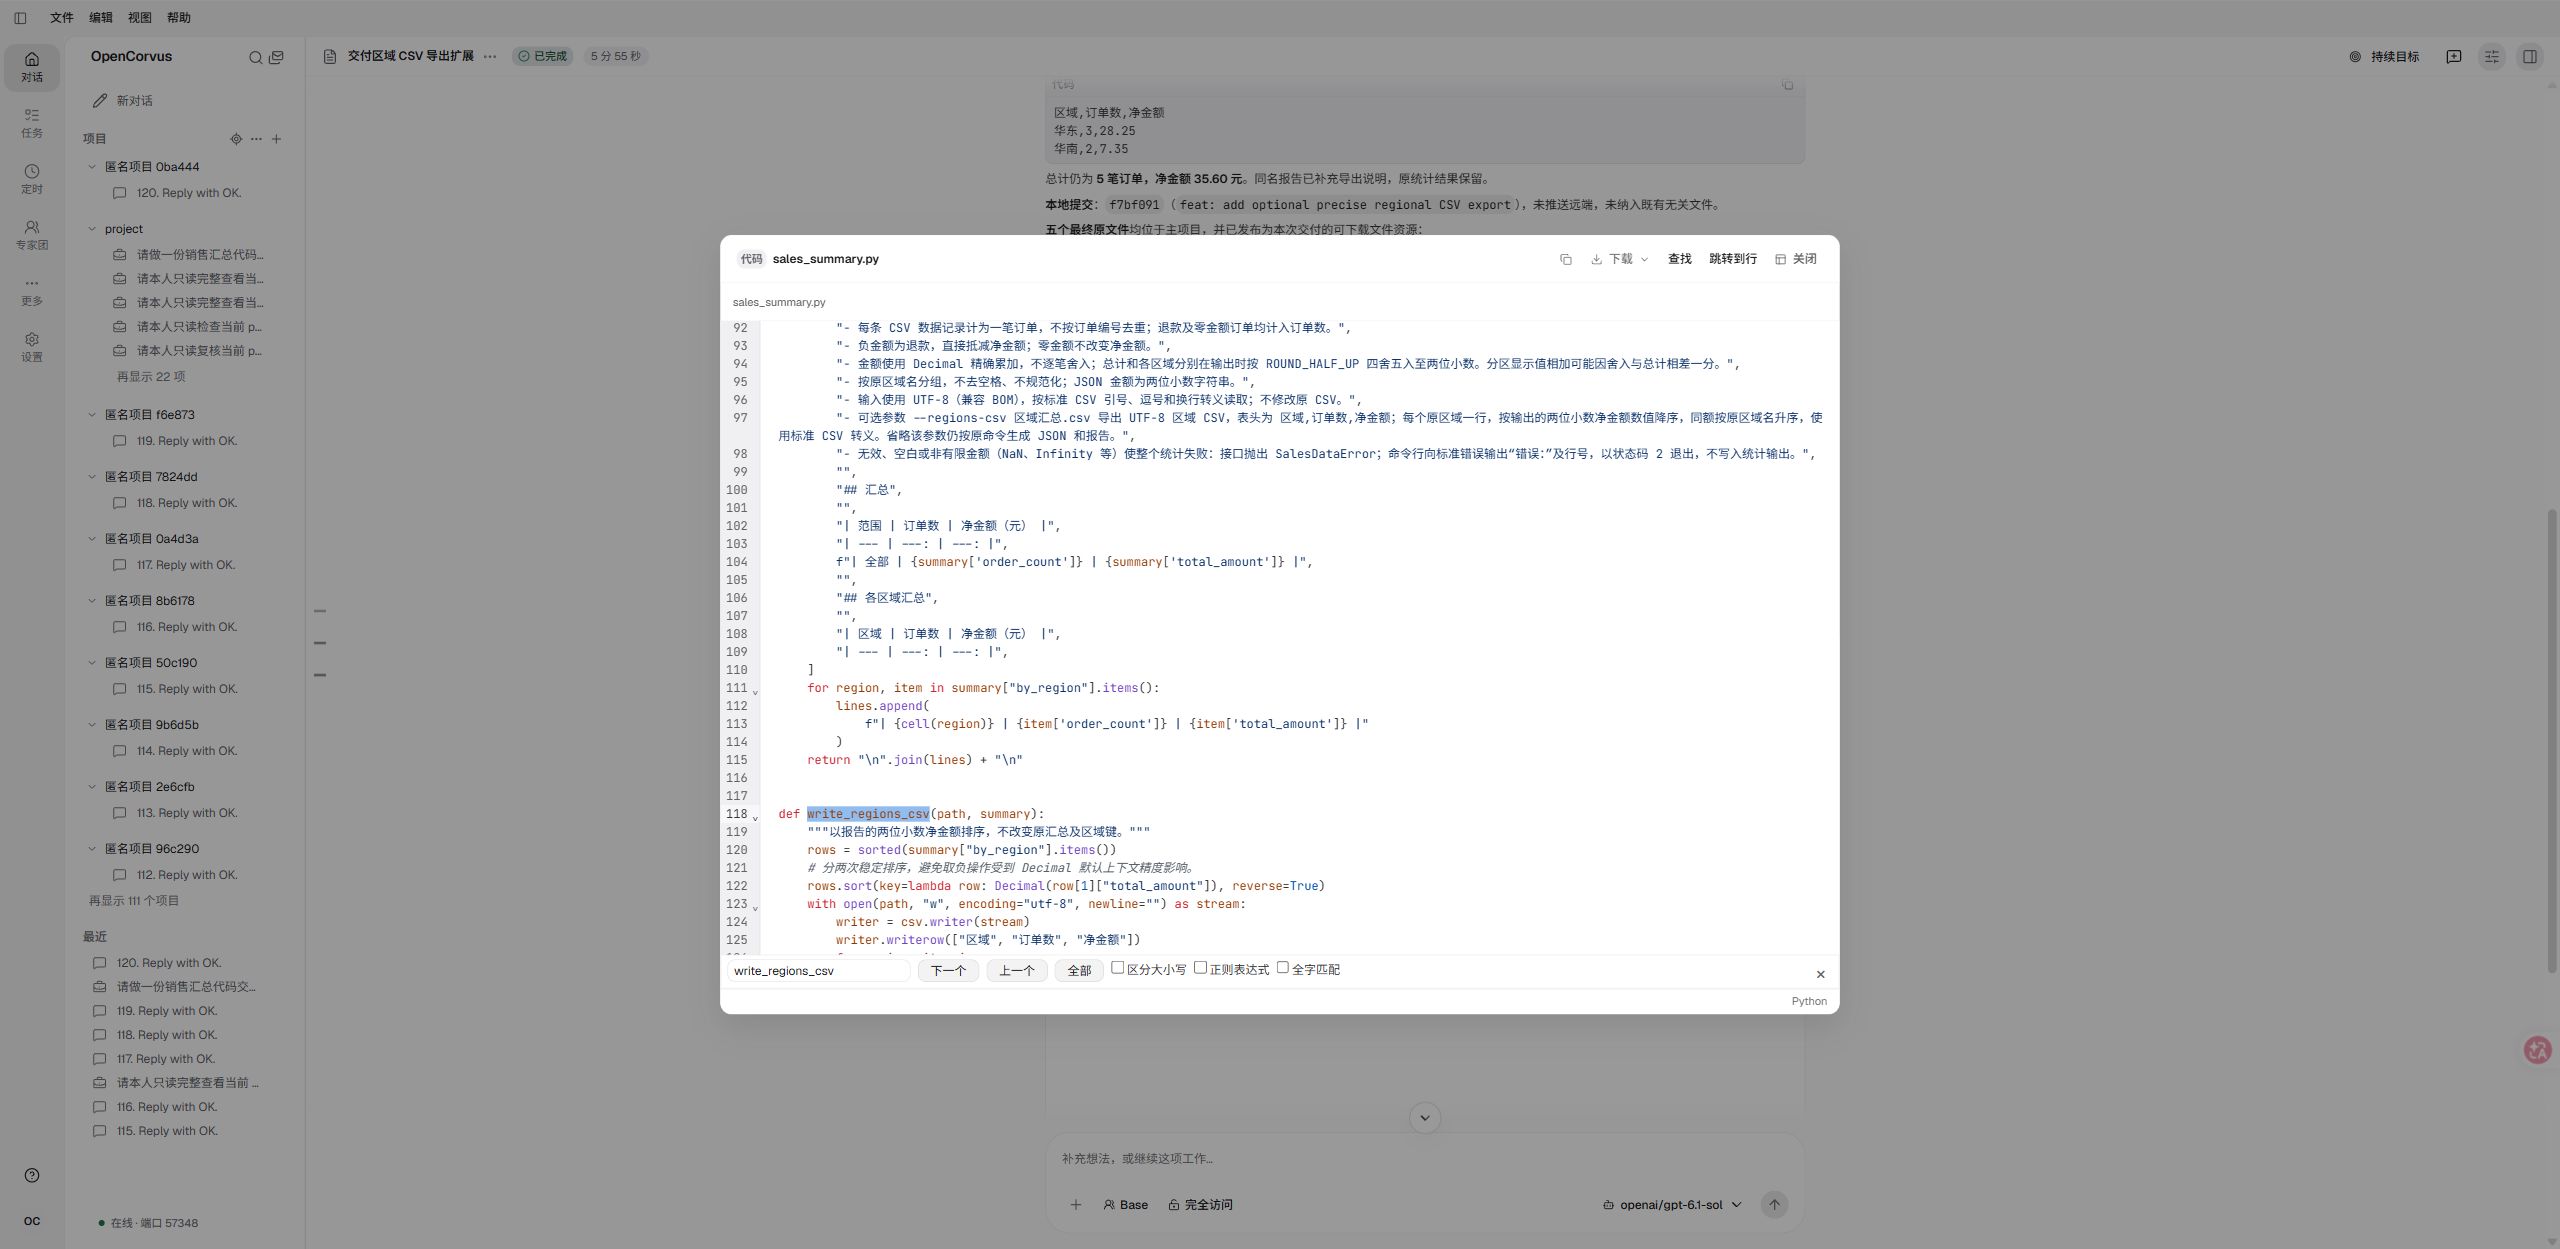 文件 编辑 视图 帮助
对话
任务
定时
专家团
更多
设置
OC
OpenCorvus
新对话
项目
匿名项目 0ba444
120. Reply with OK.
project
请做一份销售汇总代码…
请本人只读完整查看当…
请本人只读完整查看当…
请本人只读检查当前 p…
请本人只读复核当前 p…
再显示 22 项
匿名项目 f6e873
119. Reply with OK.
匿名项目 7824dd
118. Reply with OK.
匿名项目 0a4d3a
117. Reply with OK.
匿名项目 8b6178
116. Reply with OK.
匿名项目 50c190
115. Reply with OK.
匿名项目 9b6d5b
114. Reply with OK.
匿名项目 2e6cfb
113. Reply with OK.
匿名项目 96c290
112. Reply with OK.
再显示 111 个项目
最近
120. Reply with OK.
请做一份销售汇总代码交…
119. Reply with OK.
118. Reply with OK.
117. Reply with OK.
请本人只读完整查看当前 …
116. Reply with OK.
115. Reply with OK.
在线 · 端口 57348
交付区域 CSV 导出扩展 ··· 已完成 5 分 55 秒
持续目标
代码
区域,订单数,净金额
华东,3,28.25
华南,2,7.35
总计仍为 5 笔订单，净金额 35.60 元。同名报告已补充导出说明，原统计结果保留。
本地提交： f7bf091 （ feat: add optional precise regional CSV export ），未推送远端，未纳入既有无关文件。
五个最终原文件均位于主项目，并已发布为本次交付的可下载文件资源：
代码 sales_summary.py
下载 查找 跳转到行 关闭
sales_summary.py
92 "- 每条 CSV 数据记录计为一笔订单，不按订单编号去重；退款及零金额订单均计入订单数。",
93 "- 负金额为退款，直接抵减净金额；零金额不改变净金额。",
94 "- 金额使用 Decimal 精确累加，不逐笔舍入；总计和各区域分别在输出时按 ROUND_HALF_UP 四舍五入至两位小数。分区显示值相加可能因舍入与总计相差一分。",
95 "- 按原区域名分组，不去空格、不规范化；JSON 金额为两位小数字符串。",
96 "- 输入使用 UTF-8（兼容 BOM），按标准 CSV 引号、逗号和换行转义读取；不修改原 CSV。",
97 "- 可选参数 --regions-csv 区域汇总.csv 导出 UTF-8 区域 CSV，表头为 区域,订单数,净金额；每个原区域一行，按输出的两位小数净金额数值降序，同额按原区域名升序，使
用标准 CSV 转义。省略该参数仍按原命令生成 JSON 和报告。",
98 "- 无效、空白或非有限金额（NaN、Infinity 等）使整个统计失败：接口抛出 SalesDataError；命令行向标准错误输出“错误：”及行号，以状态码 2 退出，不写入统计输出。",
99 "",
100 "## 汇总",
101 "",
102 "| 范围 | 订单数 | 净金额（元） |",
103 "| --- | ---: | ---: |",
104 f"| 全部 | {summary['order_count']} | {summary['total_amount']} |",
105 "",
106 "## 各区域汇总",
107 "",
108 "| 区域 | 订单数 | 净金额（元） |",
109 "| --- | ---: | ---: |",
110 ]
111 for region, item in summary["by_region"].items():
112 lines.append(
113 f"| {cell(region)} | {item['order_count']} | {item['total_amount']} |"
114 )
115 return "\n".join(lines) + "\n"
116
117
118 def write_regions_csv(path, summary):
119 """以报告的两位小数净金额排序，不改变原汇总及区域键。"""
120 rows = sorted(summary["by_region"].items())
121 # 分两次稳定排序，避免取负操作受到 Decimal 默认上下文精度影响。
122 rows.sort(key=lambda row: Decimal(row[1]["total_amount"]), reverse=True)
123 with open(path, "w", encoding="utf-8", newline="") as stream:
124 writer = csv.writer(stream)
125 writer.writerow(["区域", "订单数", "净金额"])
write_regions_csv 下一个 上一个 全部 区分大小写 正则表达式 全字匹配 ×
Python
补充想法，或继续这项工作…
Base 完全访问 openai/gpt-6.1-sol